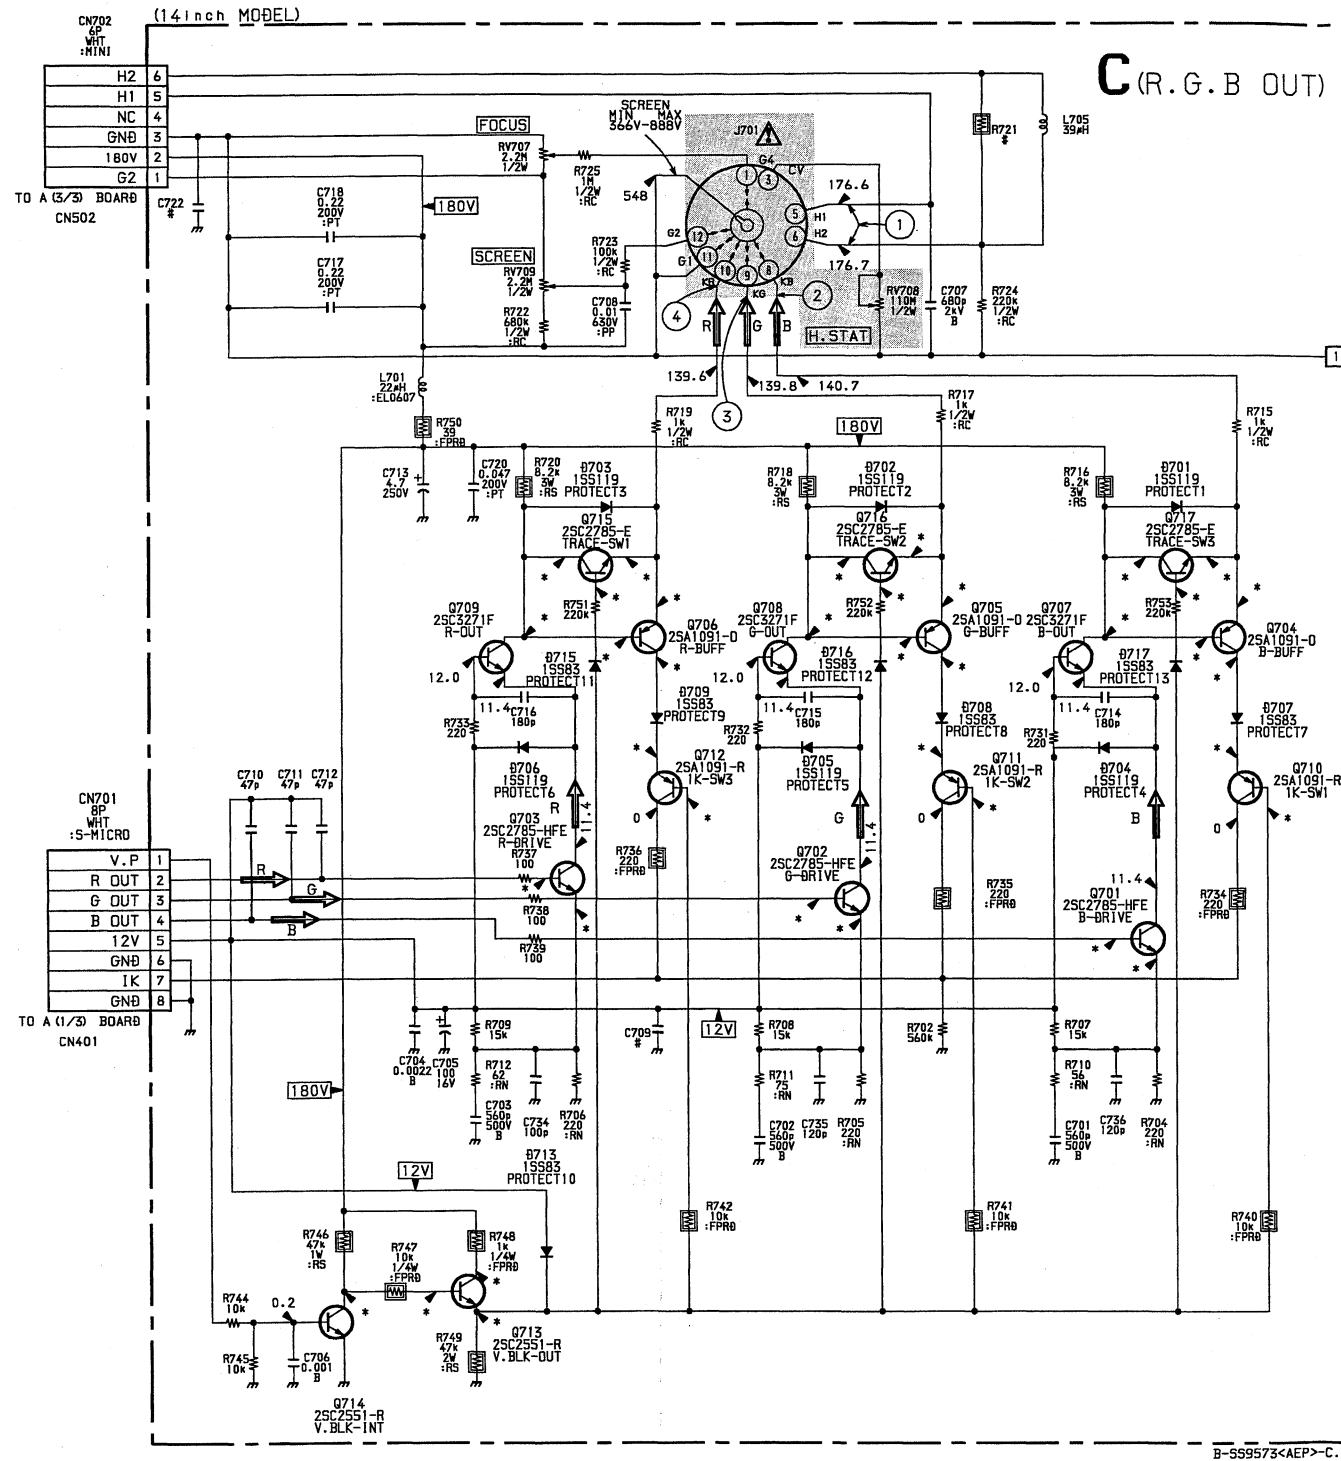 (14inch MODEL)
C (R.G.B OUT)
CN702
6P
WHT
:MINI
H2 6
H1 5
NC 4
GND 3
180V 2
G2 1
TO A (3/3) BOARD
CN502
C722
#
C718
0.22
200V
:PT
C717
0.22
200V
:PT
180V
FOCUS
RV707
2.2M
1/2W
R725
1M
1/2W
:RC
SCREEN
RV709
2.2M
1/2W
R722
680k
1/2W
:RC
R723
100k
1/2W
:RC
C708
0.01
630V
:PP
SCREEN
MIN MAX
366V-888V
548
J701
G4
CV
1
3
5
H1
6
H2
G2
12
G1
11
10
9
8
KR
KG
KB
4
2
R
G
B
176.6
176.7
1
RV708
110M
1/2W
H.STAT
C707
680p
2kV
B
R721
#
L705
39µH
R724
220k
1/2W
:RC
1
139.6
139.8
140.7
3
L701
22µH
:EL0607
R750
39
:FPRD
C713
4.7
250V
C720
0.047
200V
:PT
R720
8.2k
3W
:RS
D703
1SS119
PROTECT3
Q715
2SC2785-E
TRACE-SW1
R719
1k
1/2W
:RC
180V
R718
8.2k
3W
:RS
D702
1SS119
PROTECT2
Q716
2SC2785-E
TRACE-SW2
R717
1k
1/2W
:RC
R716
8.2k
3W
:RS
D701
1SS119
PROTECT1
Q717
2SC2785-E
TRACE-SW3
R715
1k
1/2W
:RC
Q709
2SC3271F
R-OUT
R751
220k
Q706
2SA1091-O
R-BUFF
Q708
2SC3271F
G-OUT
R752
220k
Q705
2SA1091-O
G-BUFF
Q707
2SC3271F
B-OUT
R753
220k
Q704
2SA1091-O
B-BUFF
12.0
D715
1SS83
PROTECT11
11.4
C716
180p
R733
220
D709
1SS83
PROTECT9
12.0
D716
1SS83
PROTECT12
11.4
C715
180p
R732
220
D708
1SS83
PROTECT8
12.0
D717
1SS83
PROTECT13
11.4
C714
180p
R731
220
D707
1SS83
PROTECT7
D706
1SS119
PROTECT6
R
11.4
Q712
2SA1091-R
IK-SW3
0
D705
1SS119
PROTECT5
G
11.4
Q711
2SA1091-R
IK-SW2
0
D704
1SS119
PROTECT4
B
Q710
2SA1091-R
IK-SW1
0
C710
47p
C711
47p
C712
47p
Q703
2SC2785-HFE
R-DRIVE
R737
100
R738
100
R739
100
R736
220
:FPRD
Q702
2SC2785-HFE
G-DRIVE
R735
220
:FPRD
11.4
Q701
2SC2785-HFE
B-DRIVE
R734
220
:FPRD
CN701
8P
WHT
:S-MICRO
V.P 1
R OUT 2
G OUT 3
B OUT 4
12V 5
GND 6
IK 7
GND 8
R
G
B
TO A (1/3) BOARD
CN401
C704
0.0022
B
C705
100
16V
R709
15k
R712
62
:RN
C703
560p
500V
B
C734
100p
R706
220
:RN
C709
#
12V
R708
15k
R711
75
:RN
C702
560p
500V
B
C735
120p
R705
220
:RN
R702
560k
R707
15k
R710
56
:RN
C701
560p
500V
B
C736
120p
R704
220
:RN
180V
12V
D713
1SS83
PROTECT10
R746
47k
1W
:RS
R747
10k
1/4W
:FPRD
R748
1k
1/4W
:FPRD
R742
10k
:FPRD
R741
10k
:FPRD
R740
10k
:FPRD
R744
10k
0.2
R745
10k
C706
0.001
B
Q714
2SC2551-R
V.BLK-INT
R749
47k
2W
:RS
Q713
2SC2551-R
V.BLK-OUT
B-SS9573<AEP>-C.